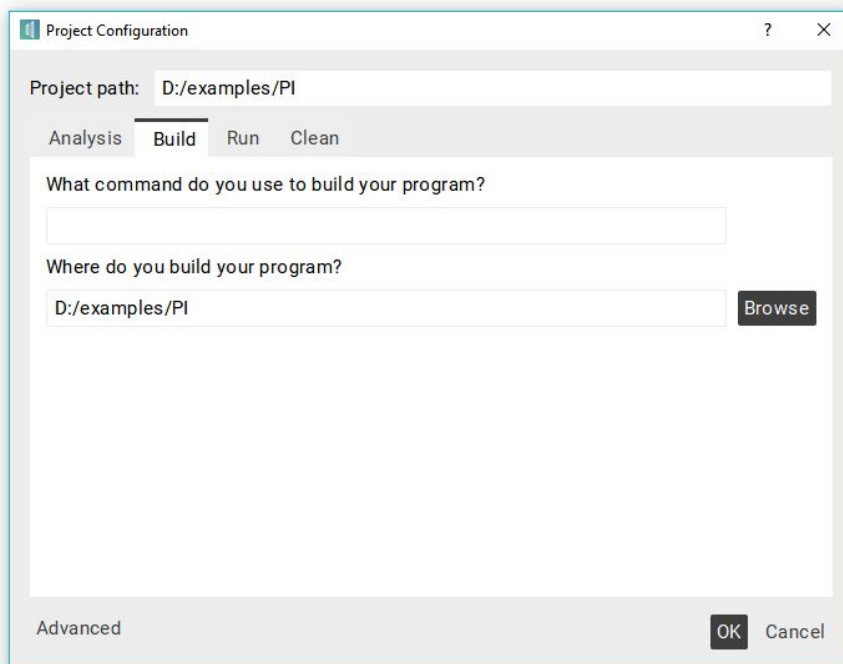 Project Configuration ? ×
Project path: D:/examples/PI
Analysis Build Run Clean
What command do you use to build your program?
Where do you build your program?
D:/examples/PI Browse
Advanced OK Cancel